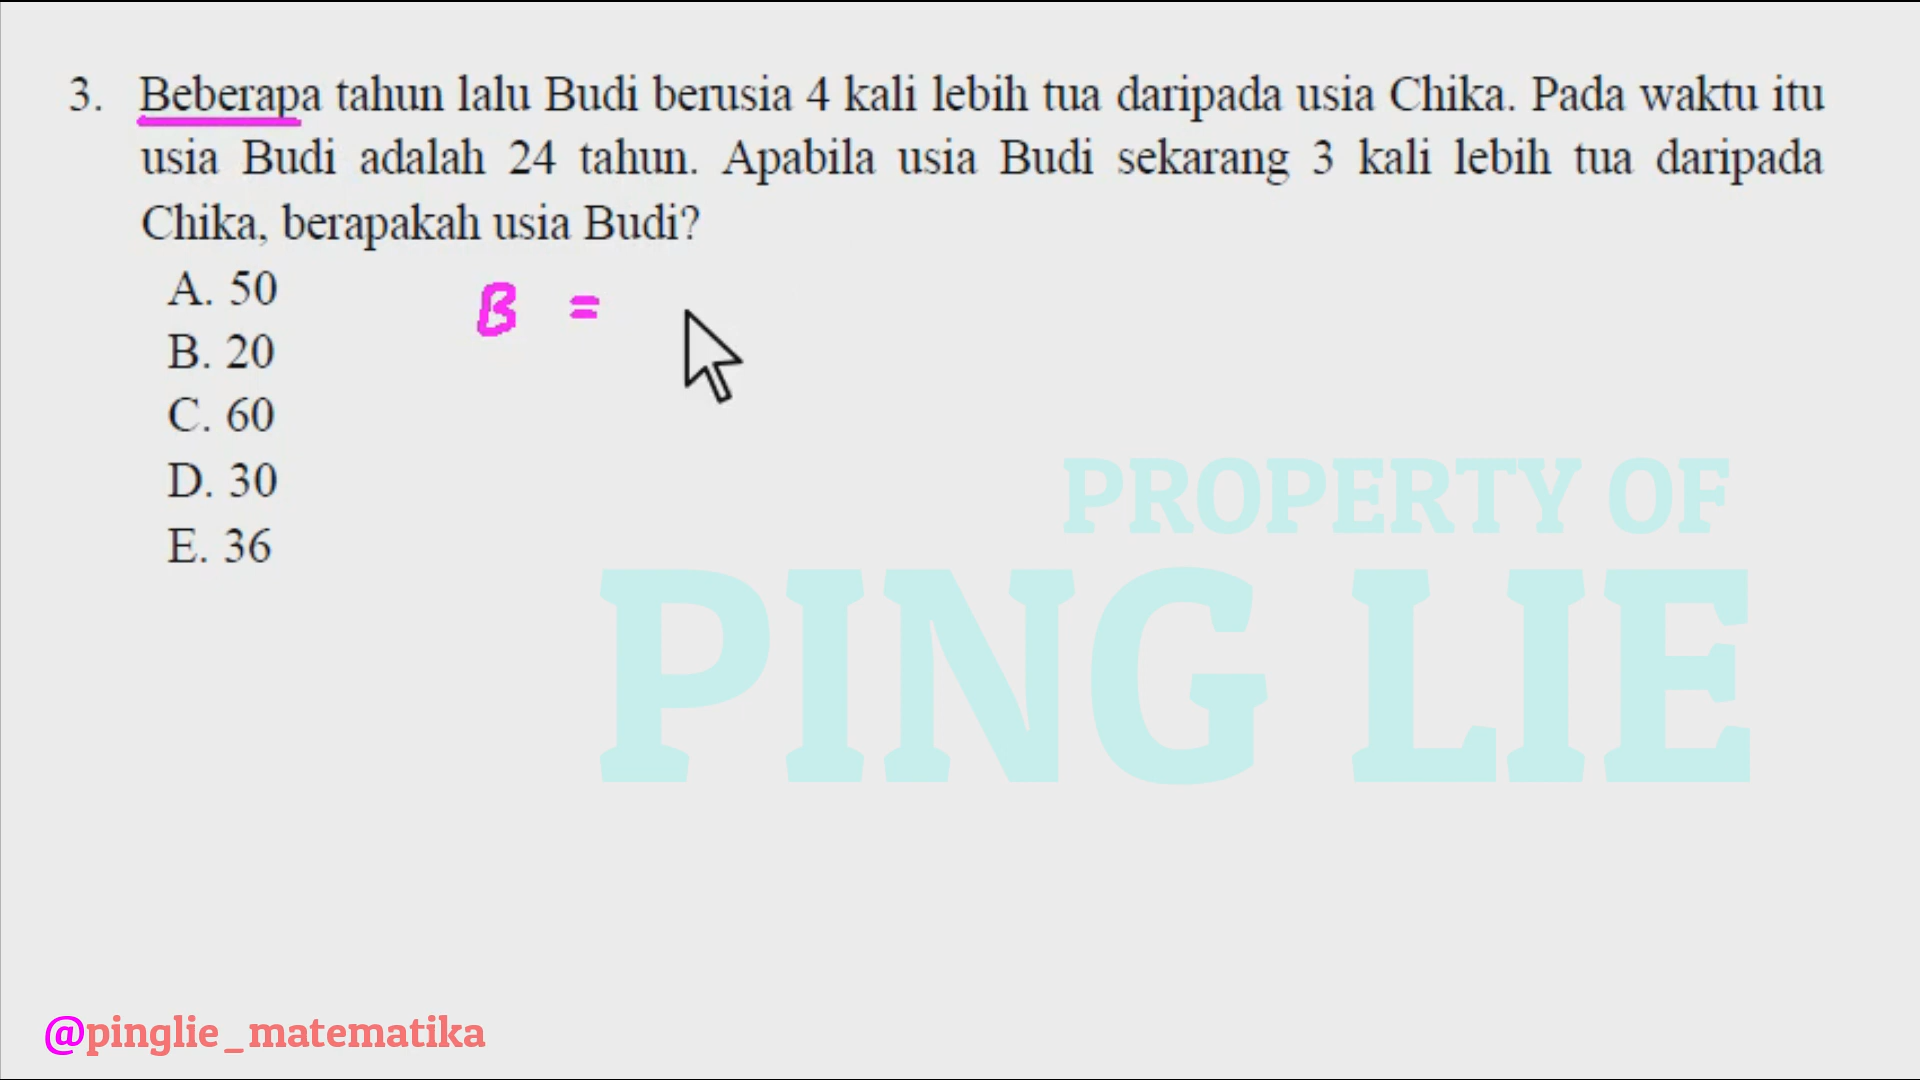 3. Beberapa tahun lalu Budi berusia 4 kali lebih tua daripada usia Chika. Pada waktu itu
usia Budi adalah 24 tahun. Apabila usia Budi sekarang 3 kali lebih tua daripada
Chika, berapakah usia Budi?
A. 50
B =
B. 20
C. 60
D. 30
E. 36
PROPERTY OF
PING LIE
@pinglie_matematika